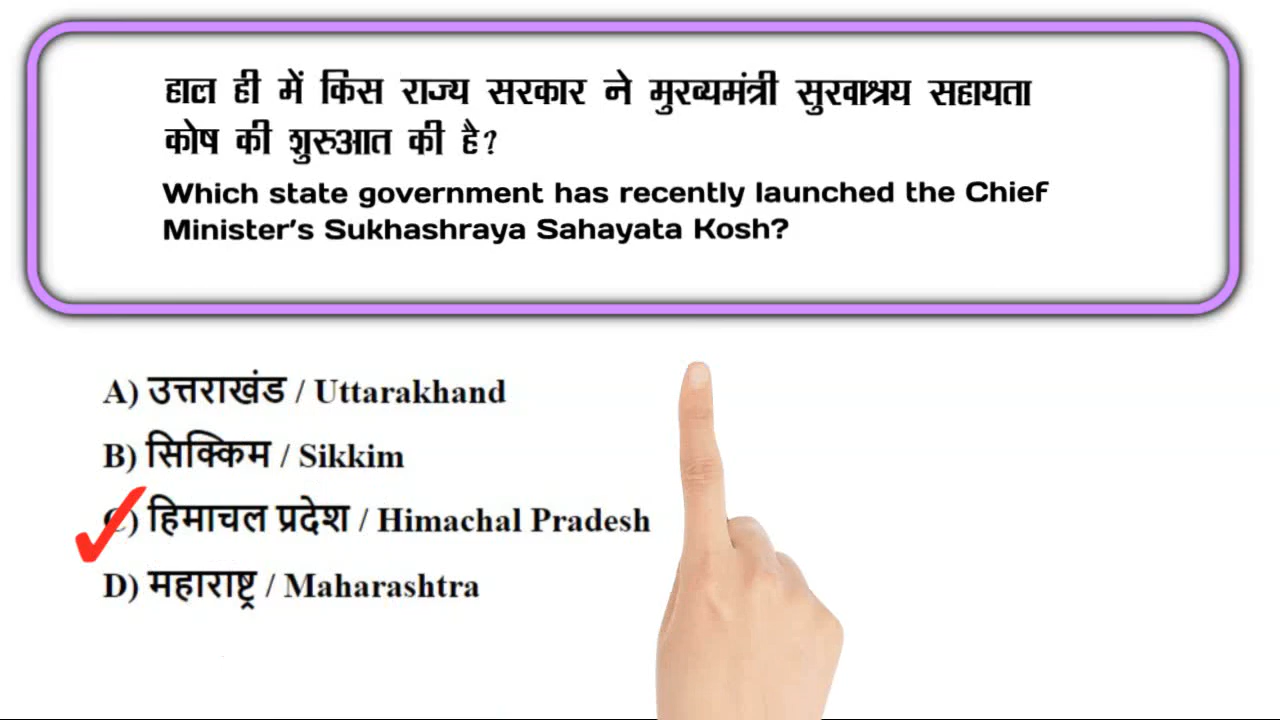 हाल ही में किस राज्य सरकार ने मुख्यमंत्री सुखाश्रय सहायता
कोष की शुरुआत की है?
Which state government has recently launched the Chief
Minister's Sukhashraya Sahayata Kosh?
A) उत्तराखंड / Uttarakhand
B) सिक्किम / Sikkim
C) हिमाचल प्रदेश / Himachal Pradesh
D) महाराष्ट्र / Maharashtra